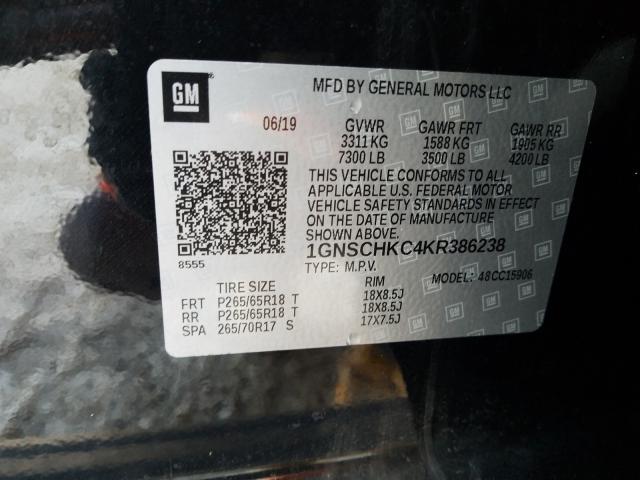 GM
MFD BY GENERAL MOTORS LLC
06/19 GVWR GAWR FRT GAWR RR
3311 KG 1588 KG 1905 KG
7300 LB 3500 LB 4200 LB
THIS VEHICLE CONFORMS TO ALL
APPLICABLE U.S. FEDERAL MOTOR
VEHICLE SAFETY STANDARDS IN EFFECT
ON THE DATE OF MANUFACTURE
SHOWN ABOVE.
1GNSCHKC4KR386238
8555
TYPE: M.P.V.
MODEL: 48CC15906
TIRE SIZE RIM
FRT P265/65R18 T 18X8.5J
RR P265/65R18 T 18X8.5J
SPA 265/70R17 S 17X7.5J